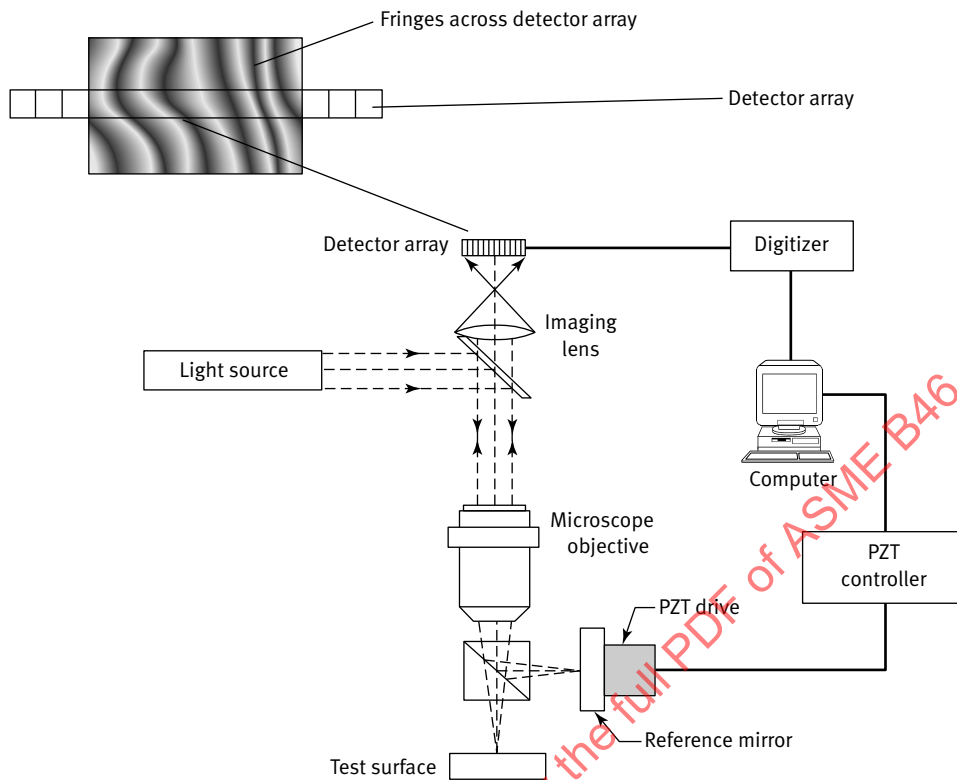 Fringes across detector array
Detector array
Detector array
Digitizer
Imaging
lens
Light source
Computer
Microscope
objective
PZT
controller
PZT drive
Reference mirror
Test surface
the full PDF of ASME B46